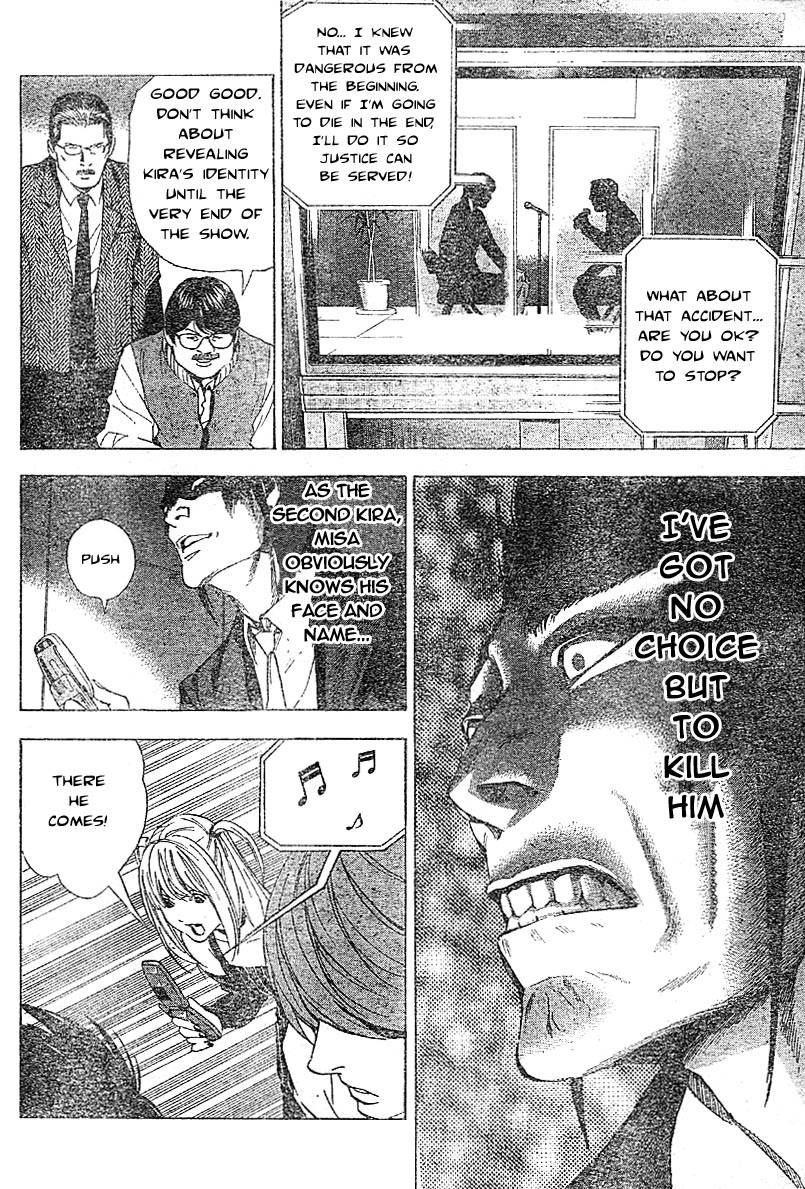 NO... I KNEW
THAT IT WAS
DANGEROUS FROM
THE BEGINNING.
EVEN IF I'M GOING
TO DIE IN THE END,
I'LL DO IT SO
JUSTICE CAN
BE SERVED!
GOOD GOOD.
DON'T THINK
ABOUT
REVEALING
KIRA'S IDENTITY
UNTIL THE
VERY END OF
THE SHOW.
WHAT ABOUT
THAT ACCIDENT...
ARE YOU OK?
DO YOU WANT
TO STOP?
AS THE
SECOND KIRA,
MISA
OBVIOUSLY
KNOWS HIS
FACE AND
NAME...
PUSH
I'VE
GOT
NO
CHOICE
BUT
TO
KILL
HIM
THERE
HE
COMES!